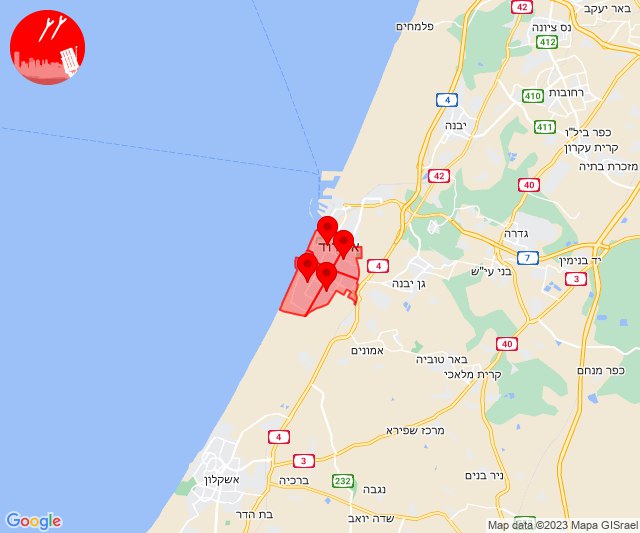 באר יעקב
42
פלמחים
נס ציונה
412
4
410
רחובות
יבנה
411
כפר ביל"ו
קרית עקרון
מזכרת בתיה
42
40
גדרה
4
7
יד בנימין
בני עי"ש
3
גן יבנה
40
אמונים
באר טוביה
קרית מלאכי
כפר מנחם
מרכז שפירא
4
3
אשקלון
ברכיה
232
ניר בנים
נגבה
בת הדר
שדה יואב
Google
Map data ©2023 Mapa GISrael